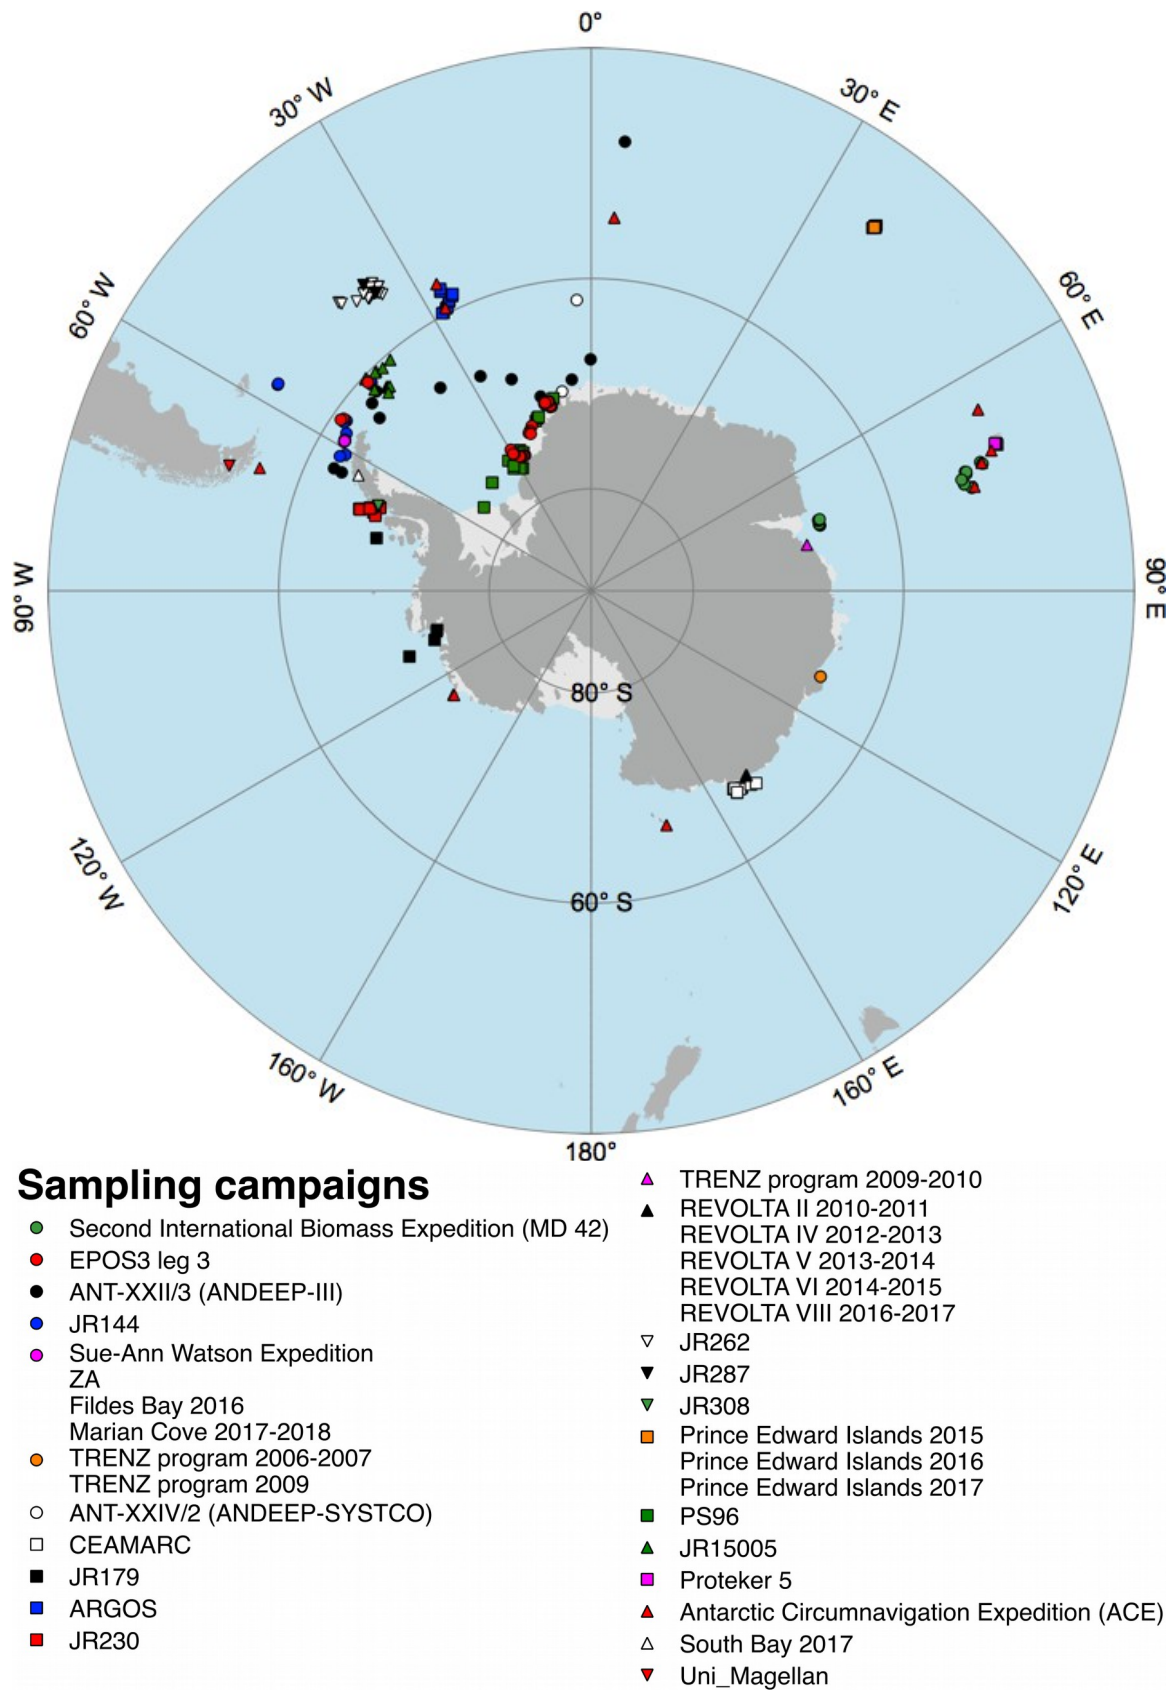 0°
30° W
30° E
60° W
60° E
90° W
90° E
80° S
60° S
120° W
120° E
160° W
160° E
180°
Sampling campaigns
Second International Biomass Expedition (MD 42)
EPOS3 leg 3
ANT-XXII/3 (ANDEEP-III)
JR144
Sue-Ann Watson Expedition
ZA
Fildes Bay 2016
Marian Cove 2017-2018
TRENZ program 2006-2007
TRENZ program 2009
ANT-XXIV/2 (ANDEEP-SYSTCO)
CEAMARC
JR179
ARGOS
JR230
TRENZ program 2009-2010
REVOLTA II 2010-2011
REVOLTA IV 2012-2013
REVOLTA V 2013-2014
REVOLTA VI 2014-2015
REVOLTA VIII 2016-2017
JR262
JR287
JR308
Prince Edward Islands 2015
Prince Edward Islands 2016
Prince Edward Islands 2017
PS96
JR15005
Proteker 5
Antarctic Circumnavigation Expedition (ACE)
South Bay 2017
Uni_Magellan